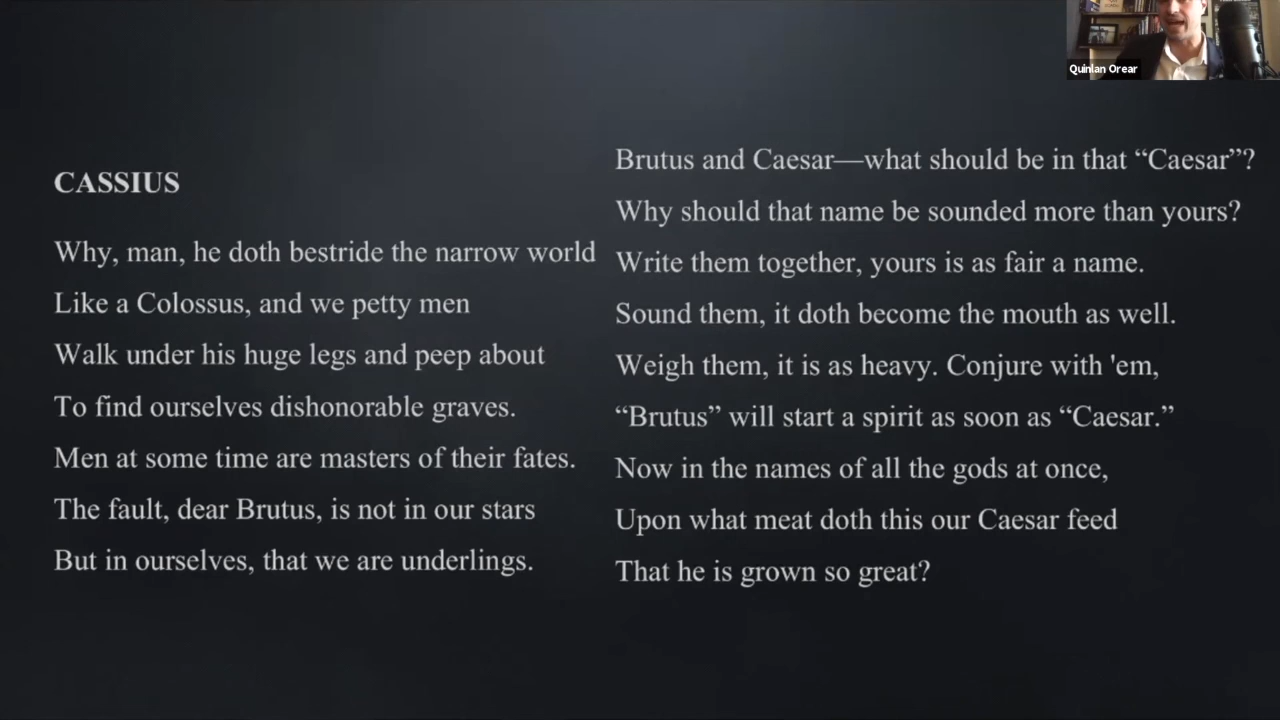 Quinlan Orear
CASSIUS
Why, man, he doth bestride the narrow world
Like a Colossus, and we petty men
Walk under his huge legs and peep about
To find ourselves dishonorable graves.
Men at some time are masters of their fates.
The fault, dear Brutus, is not in our stars
But in ourselves, that we are underlings.
Brutus and Caesar—what should be in that “Caesar”?
Why should that name be sounded more than yours?
Write them together, yours is as fair a name.
Sound them, it doth become the mouth as well.
Weigh them, it is as heavy. Conjure with 'em,
“Brutus” will start a spirit as soon as “Caesar.”
Now in the names of all the gods at once,
Upon what meat doth this our Caesar feed
That he is grown so great?